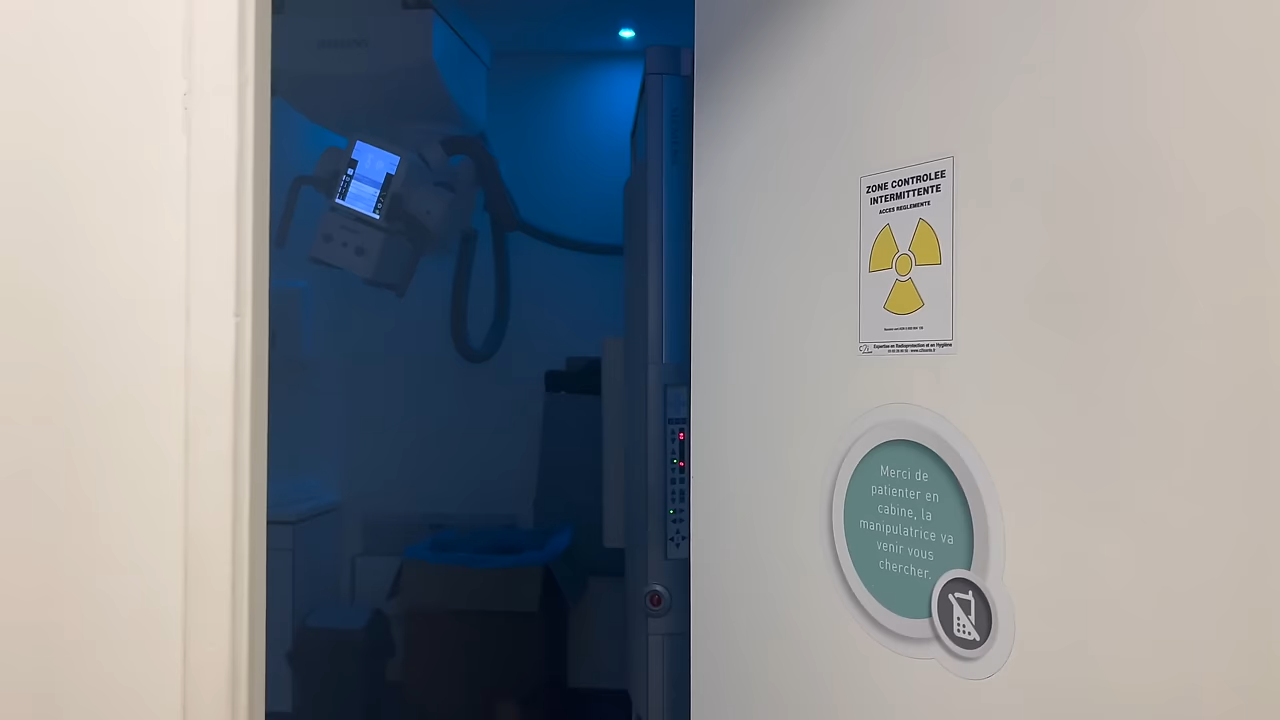 ZONE CONTROLEE
INTERMITTENTE
ACCES REGLEMENTE
Expertise en Radioprotection et en Hygiène
Merci de
patienter en
cabine, la
manipulatrice va
venir vous
chercher.